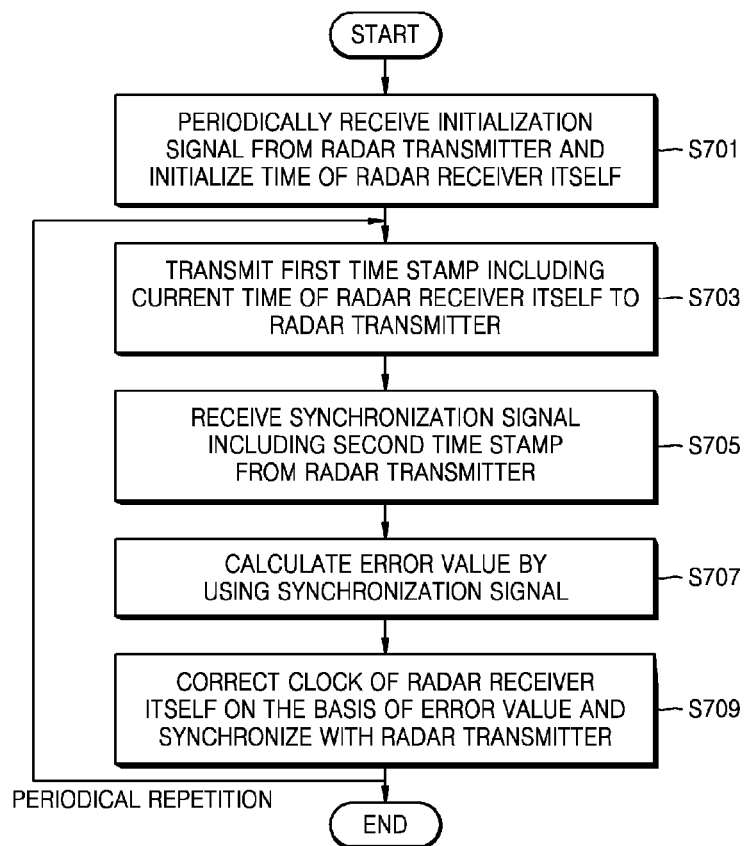 START
PERIODICALLY RECEIVE INITIALIZATION
SIGNAL FROM RADAR TRANSMITTER AND
INITIALIZE TIME OF RADAR RECEIVER ITSELF
S701
TRANSMIT FIRST TIME STAMP INCLUDING
CURRENT TIME OF RADAR RECEIVER ITSELF TO
RADAR TRANSMITTER
S703
RECEIVE SYNCHRONIZATION SIGNAL
INCLUDING SECOND TIME STAMP
FROM RADAR TRANSMITTER
S705
CALCULATE ERROR VALUE BY
USING SYNCHRONIZATION SIGNAL
S707
CORRECT CLOCK OF RADAR RECEIVER
ITSELF ON THE BASIS OF ERROR VALUE AND
SYNCHRONIZE WITH RADAR TRANSMITTER
S709
PERIODICAL REPETITION
END